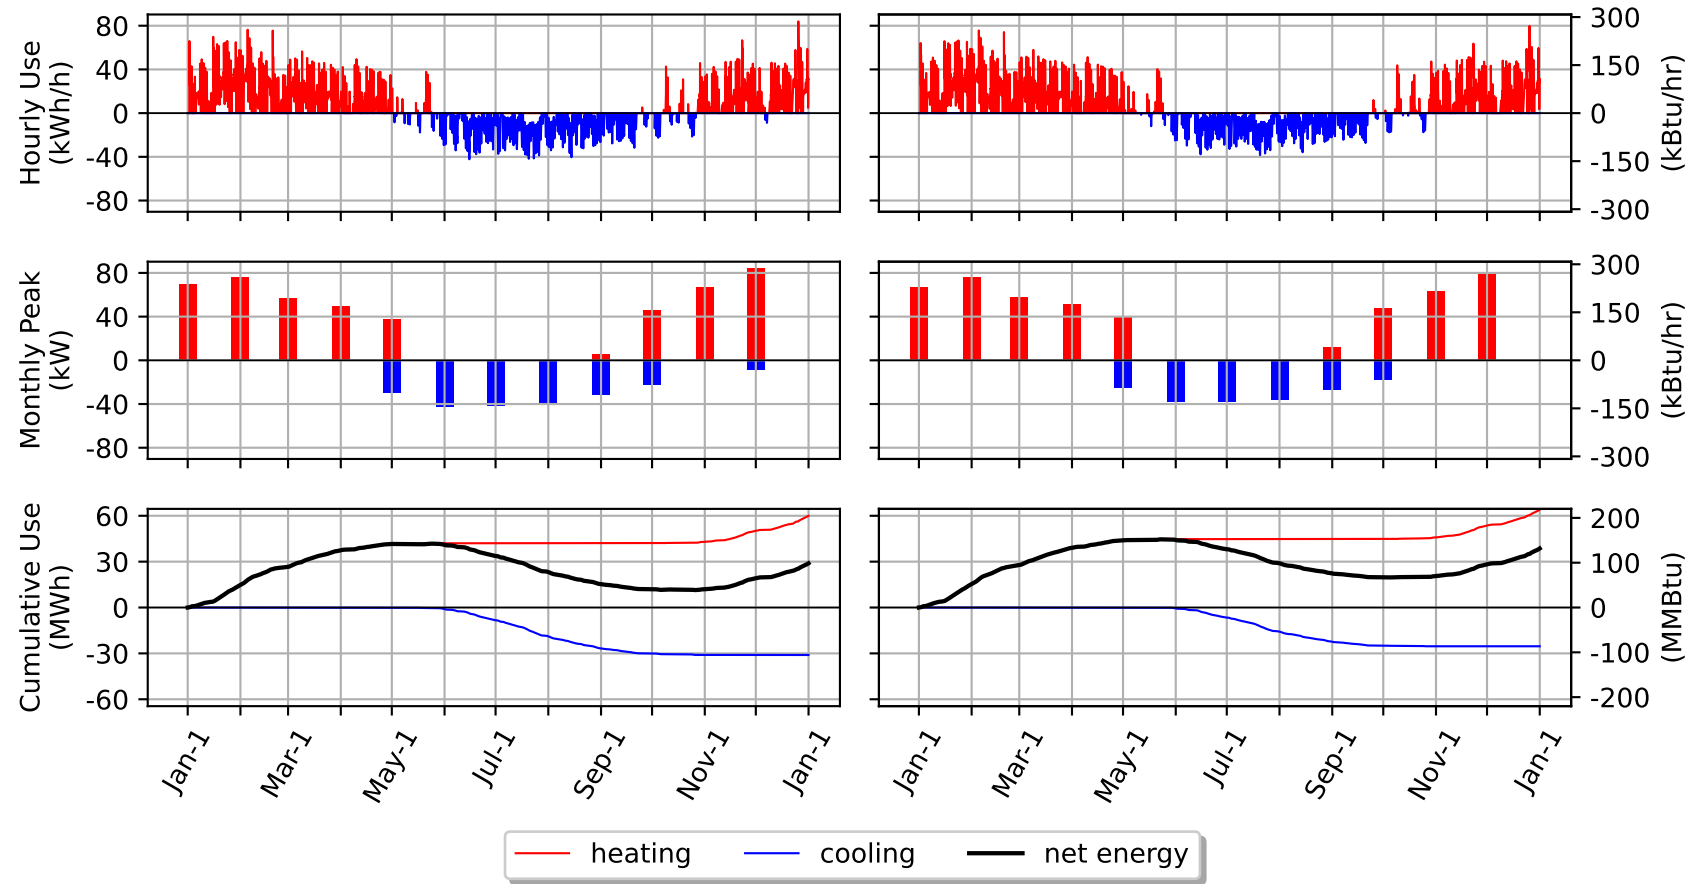 Hourly Use
(kWh/h)
80
40
0
-40
-80
300
150
0
-150
-300
(kBtu/hr)
Monthly Peak
(kW)
80
40
0
-40
-80
300
150
0
-150
-300
(kBtu/hr)
Cumulative Use
(MWh)
60
30
0
-30
-60
200
100
0
-100
-200
(MMBtu)
Jan-1
Mar-1
May-1
Jul-1
Sep-1
Nov-1
Jan-1
Jan-1
Mar-1
May-1
Jul-1
Sep-1
Nov-1
Jan-1
heating
cooling
net energy